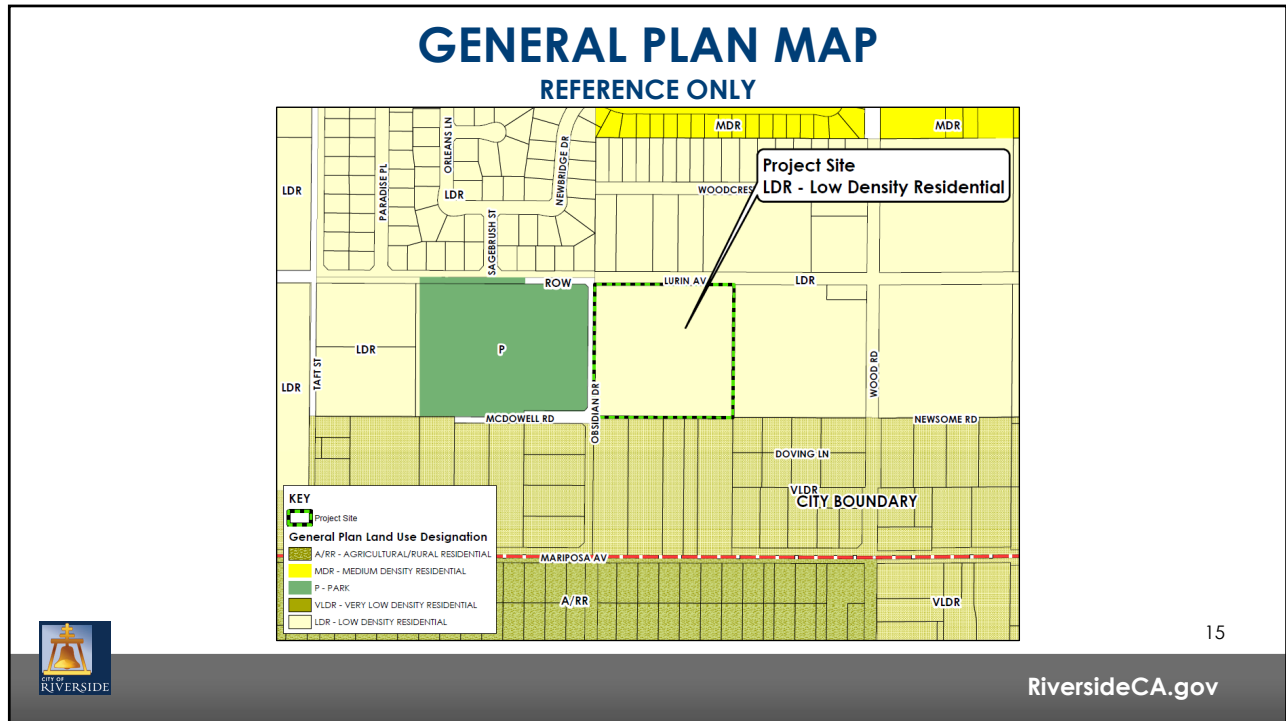 GENERAL PLAN MAP
REFERENCE ONLY
MDR
MDR
ORLEANS LN
NEWBRIDGE DR
PARADISE PL
LDR
LDR
WOODCRES
Project Site
LDR - Low Density Residential
SAGEBRUSH ST
ROW
LURIN AV
LDR
LDR
P
LDR
TAFT ST
OBSIDIAN DR
WOOD RD
MCDOWELL RD
NEWSOME RD
DOVING LN
VLDR
CITY BOUNDARY
KEY
Project Site
General Plan Land Use Designation
A/RR - AGRICULTURAL/RURAL RESIDENTIAL
MDR - MEDIUM DENSITY RESIDENTIAL
P - PARK
VLDR - VERY LOW DENSITY RESIDENTIAL
LDR - LOW DENSITY RESIDENTIAL
MARIPOSA AV
A/RR
VLDR
15
CITY OF
RIVERSIDE
RiversideCA.gov